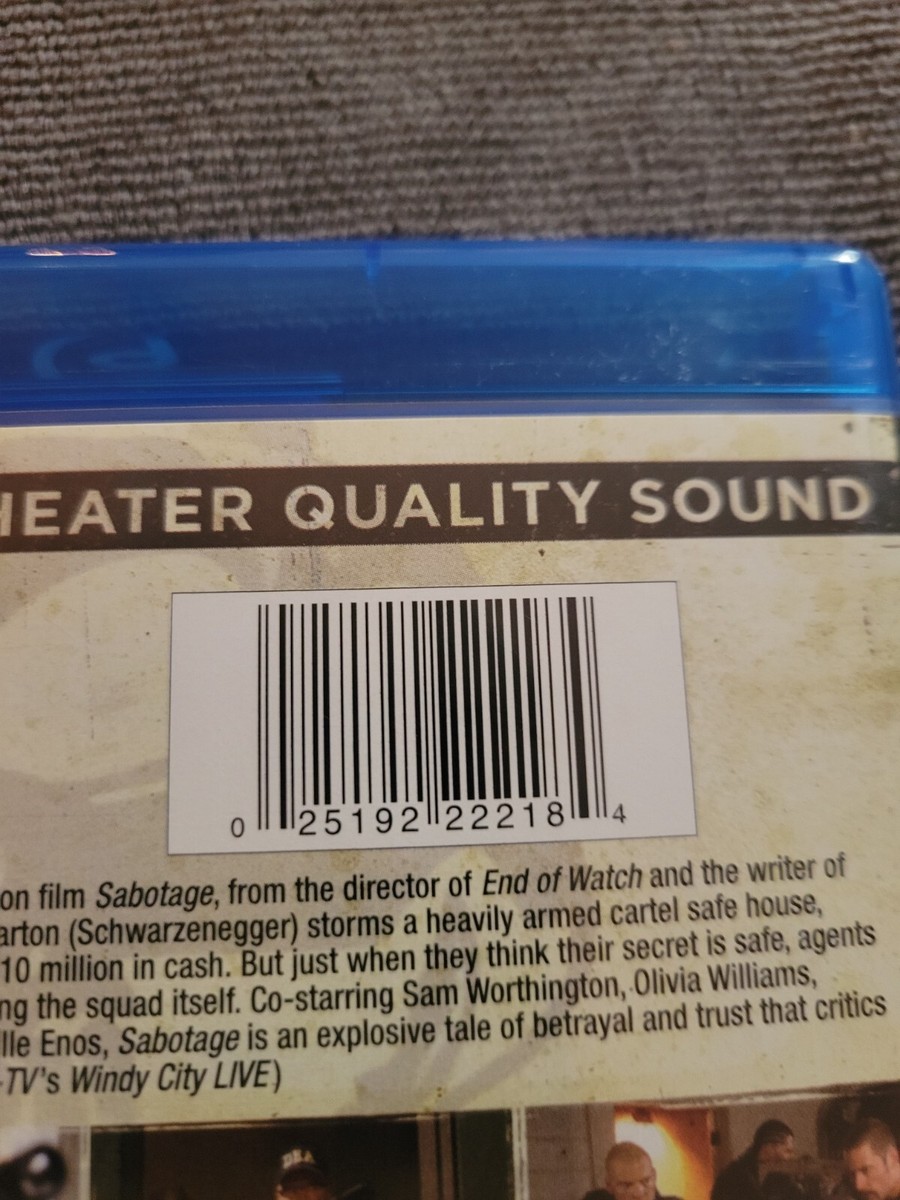 HEATER QUALITY SOUND
0 25192 22218 4
on film Sabotage, from the director of End of Watch and the writer of
arton (Schwarzenegger) storms a heavily armed cartel safe house,
10 million in cash. But just when they think their secret is safe, agents
ng the squad itself. Co-starring Sam Worthington, Olivia Williams,
lle Enos, Sabotage is an explosive tale of betrayal and trust that critics
-TV's Windy City LIVE)
DEA